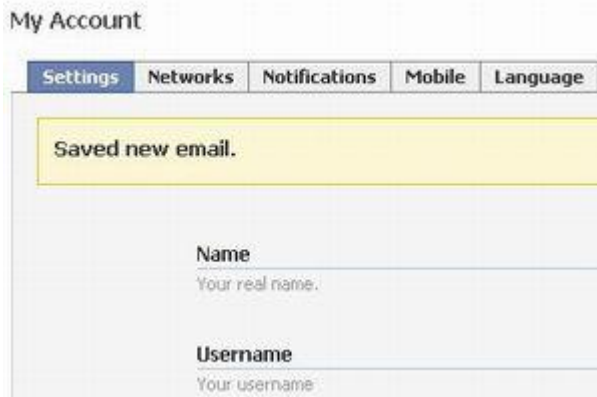 My Account
Settings Networks Notifications Mobile Language
Saved new email.
Name
Your real name.
Username
Your username